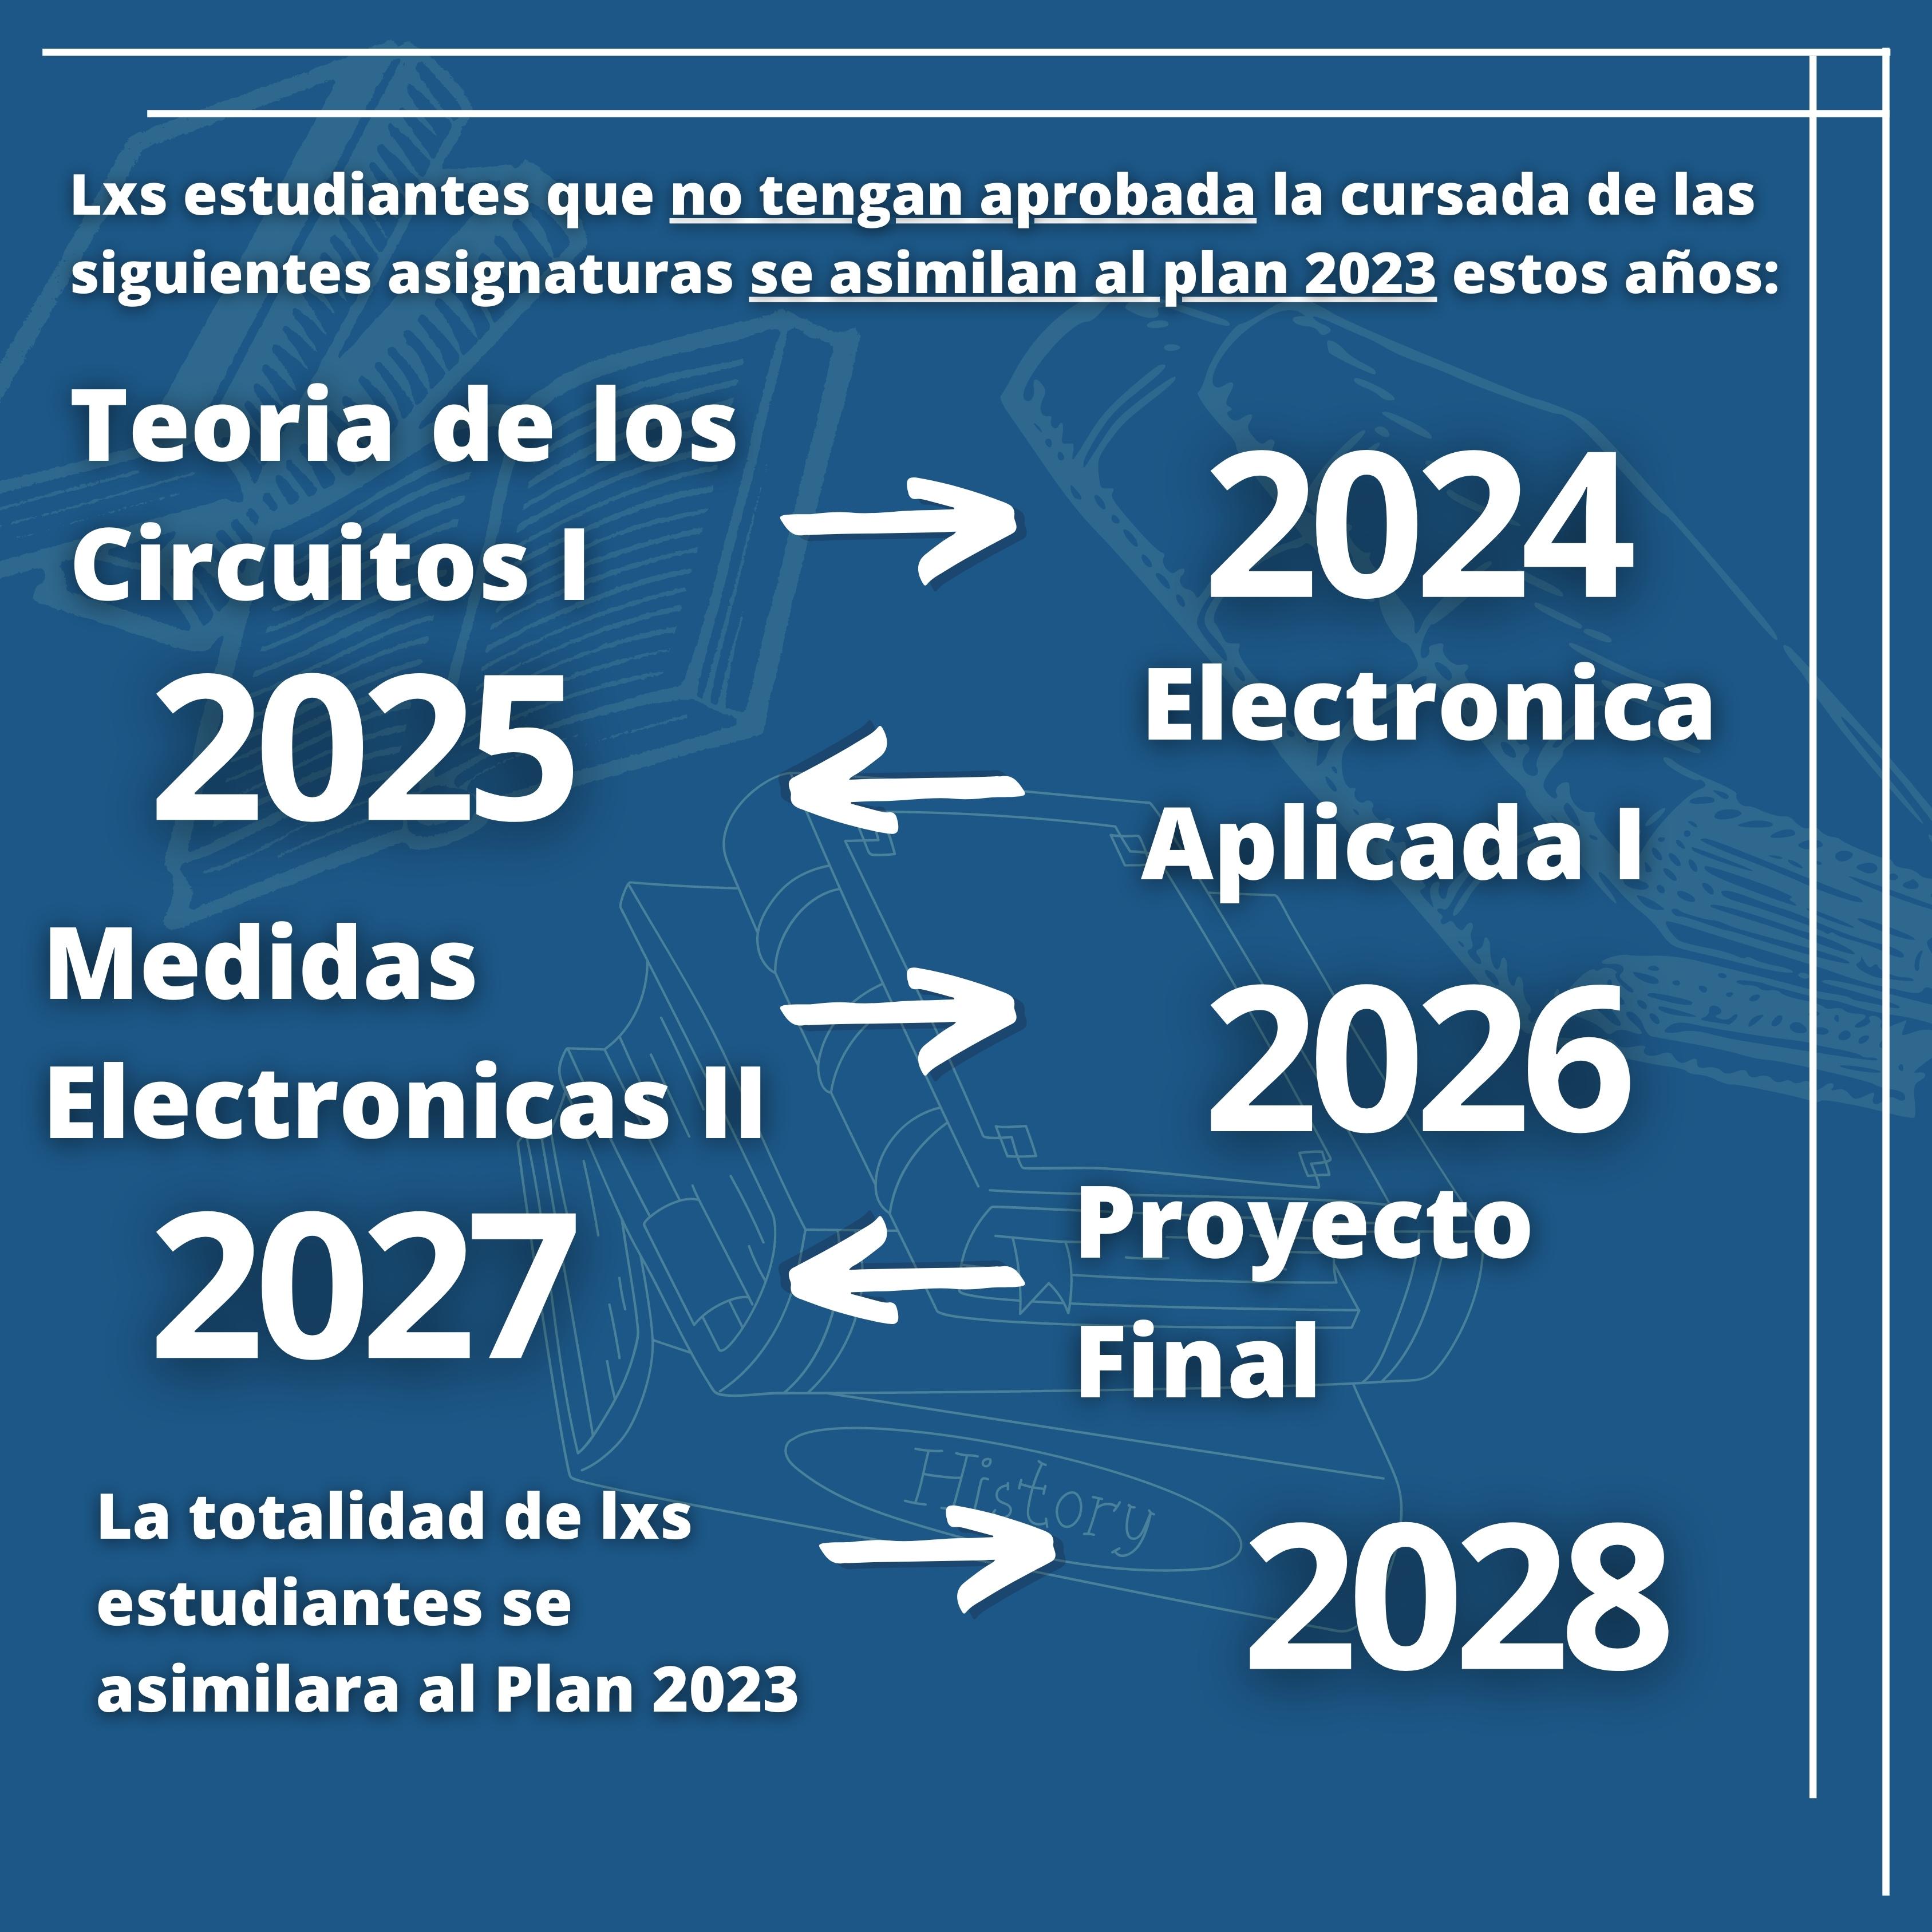 Lxs estudiantes que no tengan aprobada la cursada de las
siguientes asignaturas se asimilan al plan 2023 estos años:
Teoria de los
Circuitos I
2024
2025
Electronica
Aplicada I
Medidas
Electronicas II
2026
2027
Proyecto
Final
History
La totalidad de lxs
estudiantes se
asimilara al Plan 2023
2028